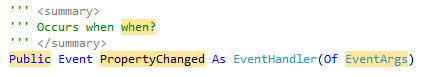 ''' <summary>
''' Occurs when when?
''' </summary>
Public Event PropertyChanged As EventHandler(Of EventArgs)